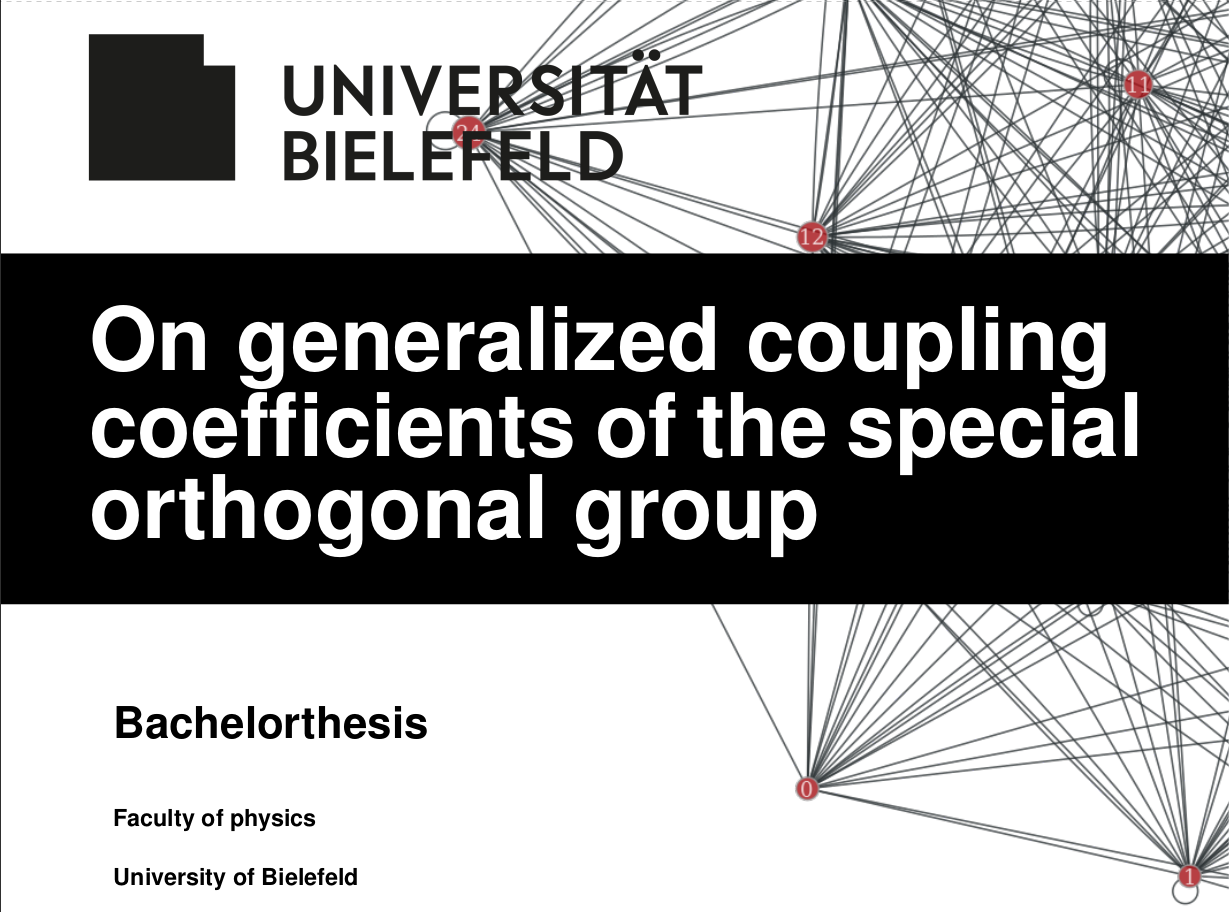 UNIVERSITÄT
BIELEFELD
24
11
12
On generalized coupling
coefficients of the special
orthogonal group
Bachelorthesis
0
Faculty of physics
University of Bielefeld
1